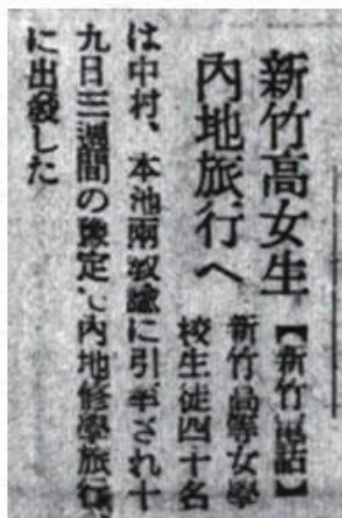 新竹高女生
內地旅行へ
【新竹電話】
新竹高等女學
校生徒四十名
は中村、本池兩敎諭に引率され十
九日三週間の豫定で內地修學旅行
に出發した